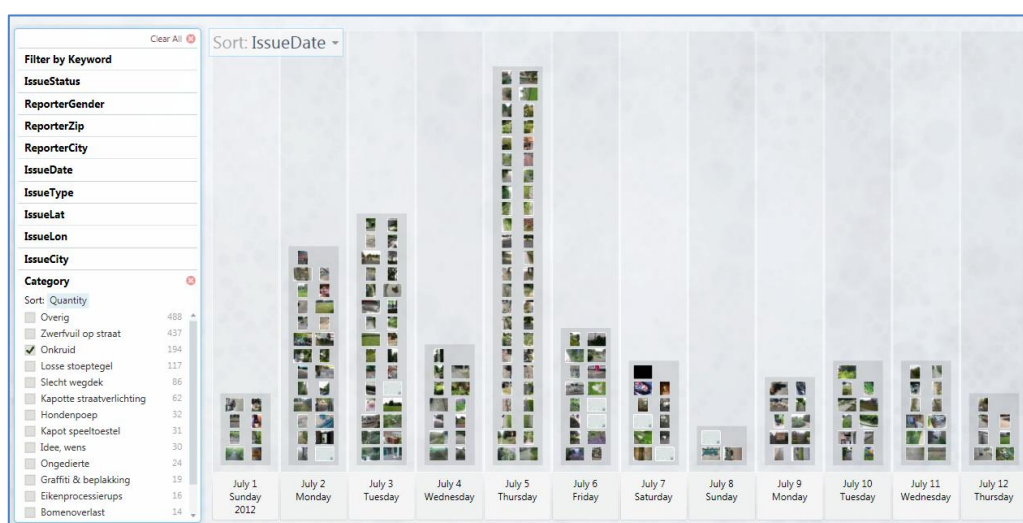 Clear All
Sort: IssueDate
Filter by Keyword
IssueStatus
ReporterGender
ReporterZip
ReporterCity
IssueDate
IssueType
IssueLat
IssueLon
IssueCity
Category
Sort: Quantity
Overig 488
Zwerfvuil op straat 437
Onkruid 194
Losse stoeptegel 117
Slecht wegdek 86
Kapotte straatverlichting 62
Hondenpoep 32
Kapot speeltoestel 31
Idee, wens 30
Ongedierte 24
Graffiti & beplakking 19
Eikenprocessierups 16
Bomenoverlast 14
July 1
Sunday
2012
July 2
Monday
July 3
Tuesday
July 4
Wednesday
July 5
Thursday
July 6
Friday
July 7
Saturday
July 8
Sunday
July 9
Monday
July 10
Tuesday
July 11
Wednesday
July 12
Thursday